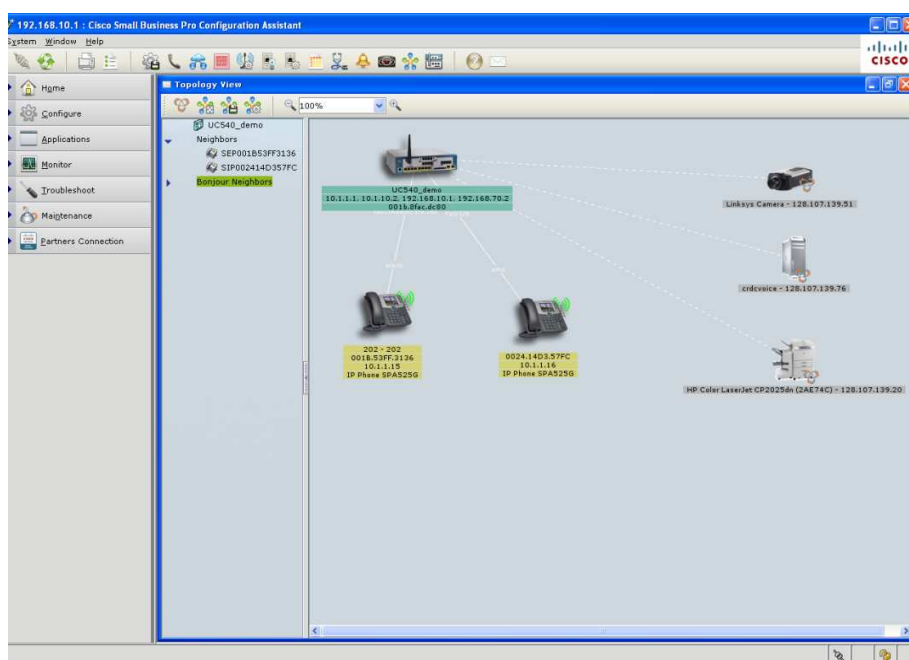 192.168.10.1 : Cisco Small Business Pro Configuration Assistant
System Window Help
CISCO
Home
Configure
Applications
Monitor
Troubleshoot
Maintenance
Partners Connection
Topology View
100%
UC540_demo
Neighbors
SEP001B53FF3136
SIP002414D357FC
Bonjour Neighbors
UC540_demo
10.1.1.1, 10.1.10.2, 192.168.10.1, 192.168.70.2
001b.8fac.dc80
Linksys Camera - 128.107.139.51
crdcvoice - 128.107.139.76
HP Color LaserJet CP2025dn (2AE74C) - 128.107.139.20
202 - 202
001B.53FF.3136
10.1.1.15
IP Phone SPA525G
0024.14D3.57FC
10.1.1.16
IP Phone SPA525G